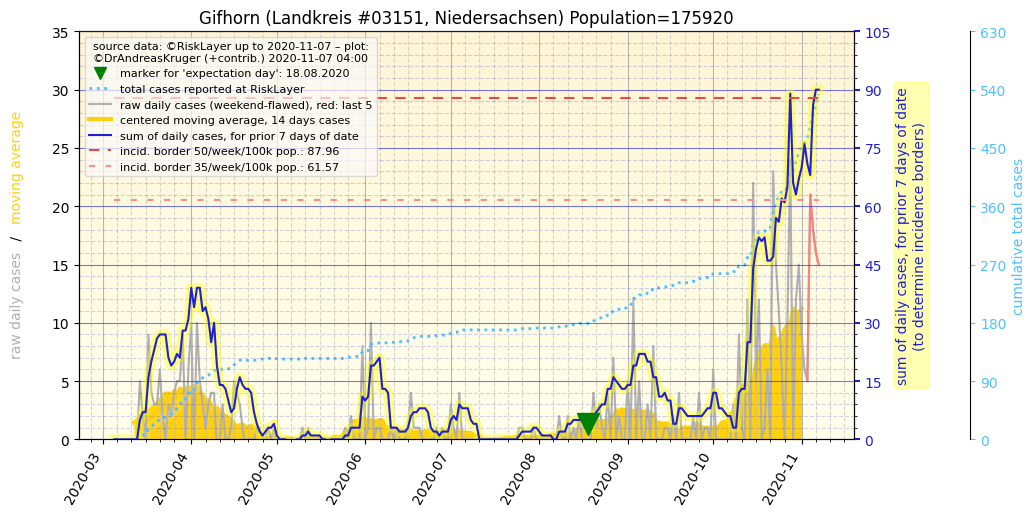 Gifhorn (Landkreis #03151, Niedersachsen) Population=175920
source data: ©RiskLayer up to 2020-11-07 – plot:
©DrAndreasKruger (+contrib.) 2020-11-07 04:00
marker for 'expectation day': 18.08.2020
total cases reported at RiskLayer
raw daily cases (weekend-flawed), red: last 5
centered moving average, 14 days cases
sum of daily cases, for prior 7 days of date
incid. border 50/week/100k pop.: 87.96
incid. border 35/week/100k pop.: 61.57
raw daily cases / moving average
35
30
25
20
15
10
5
0
2020-03
2020-04
2020-05
2020-06
2020-07
2020-08
2020-09
2020-10
2020-11
105
90
75
60
45
30
15
0
sum of daily cases, for prior 7 days of date
(to determine incidence borders)
630
540
450
360
270
180
90
0
cumulative total cases